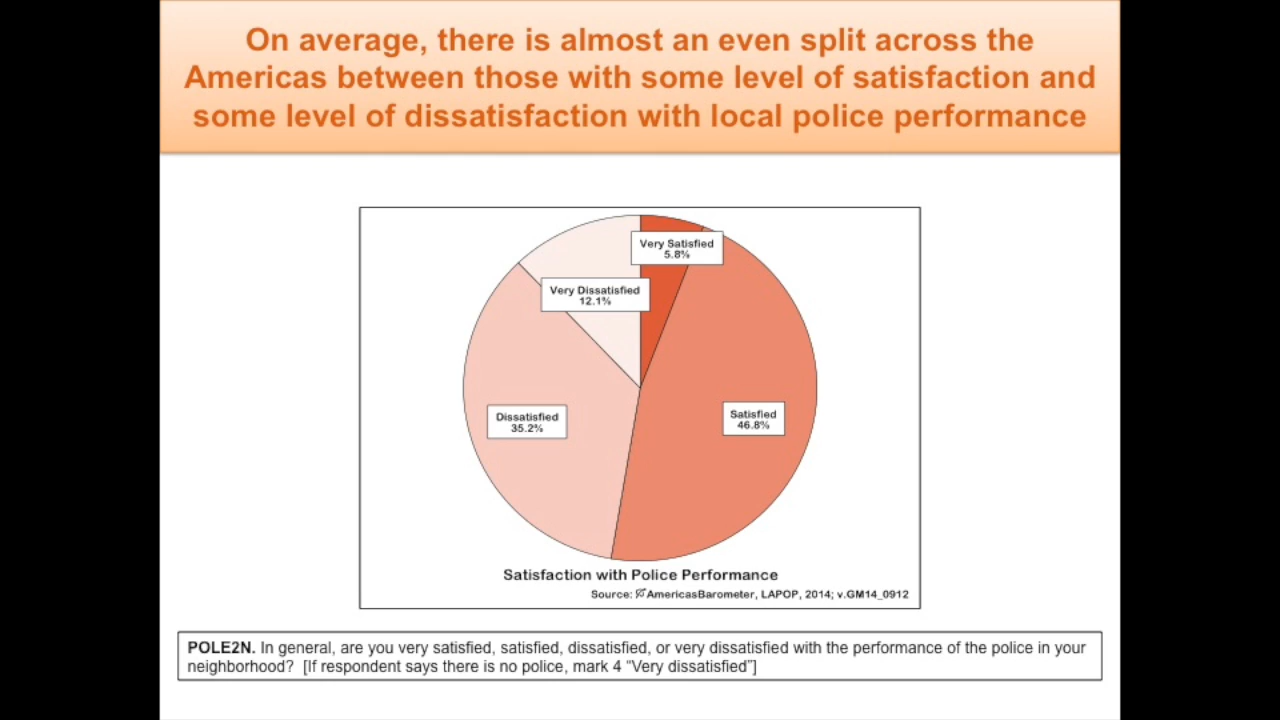 On average, there is almost an even split across the
Americas between those with some level of satisfaction and
some level of dissatisfaction with local police performance
Very Satisfied
5.8%
Very Dissatisfied
12.1%
Dissatisfied
35.2%
Satisfied
46.8%
Satisfaction with Police Performance
Source: AmericasBarometer, LAPOP, 2014; v.GM14_0912
POLE2N. In general, are you very satisfied, satisfied, dissatisfied, or very dissatisfied with the performance of the police in your
neighborhood? [If respondent says there is no police, mark 4 “Very dissatisfied”]